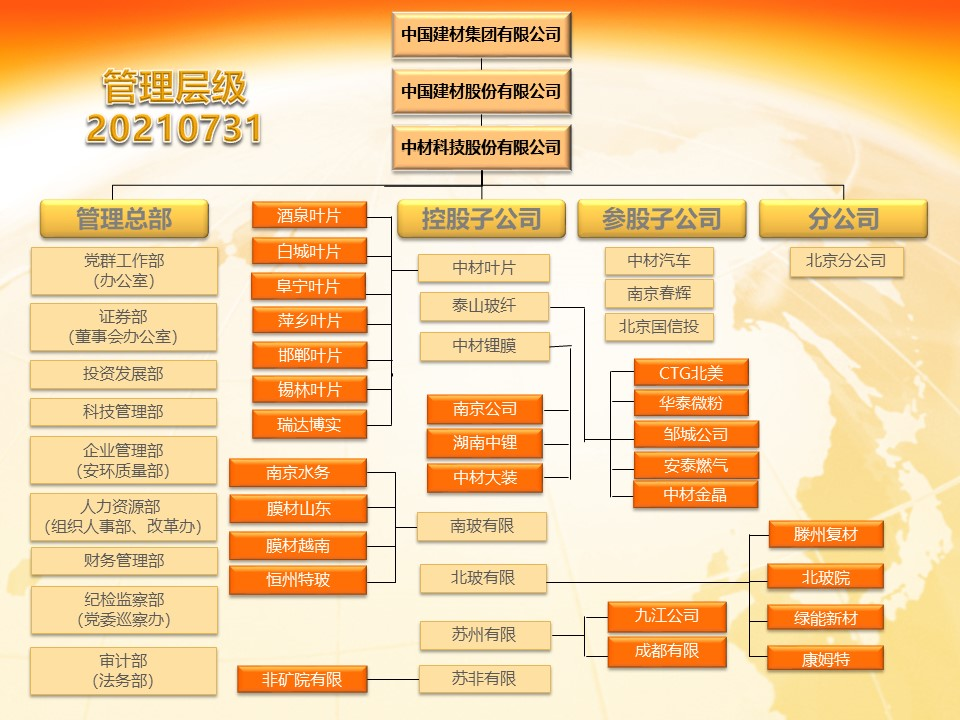 中国建材集团有限公司
中国建材股份有限公司
中材科技股份有限公司
管理层级
20210731
管理总部
党群工作部
(办公室)
证券部
(董事会办公室)
投资发展部
科技管理部
企业管理部
(安环质量部)
人力资源部
(组织人事部、改革办)
财务管理部
纪检监察部
(党委巡察办)
审计部
(法务部)
酒泉叶片
白城叶片
阜宁叶片
萍乡叶片
邯郸叶片
锡林叶片
瑞达博实
南京水务
膜材山东
膜材越南
恒州特玻
非矿院有限
控股子公司
中材叶片
泰山玻纤
中材锂膜
南京公司
湖南中锂
中材大装
南玻有限
北玻有限
苏州有限
苏非有限
参股子公司
中材汽车
南京春辉
北京国信投
CTG北美
华泰微粉
邹城公司
安泰燃气
中材金晶
九江公司
成都有限
分公司
北京分公司
滕州复材
北玻院
绿能新材
康姆特